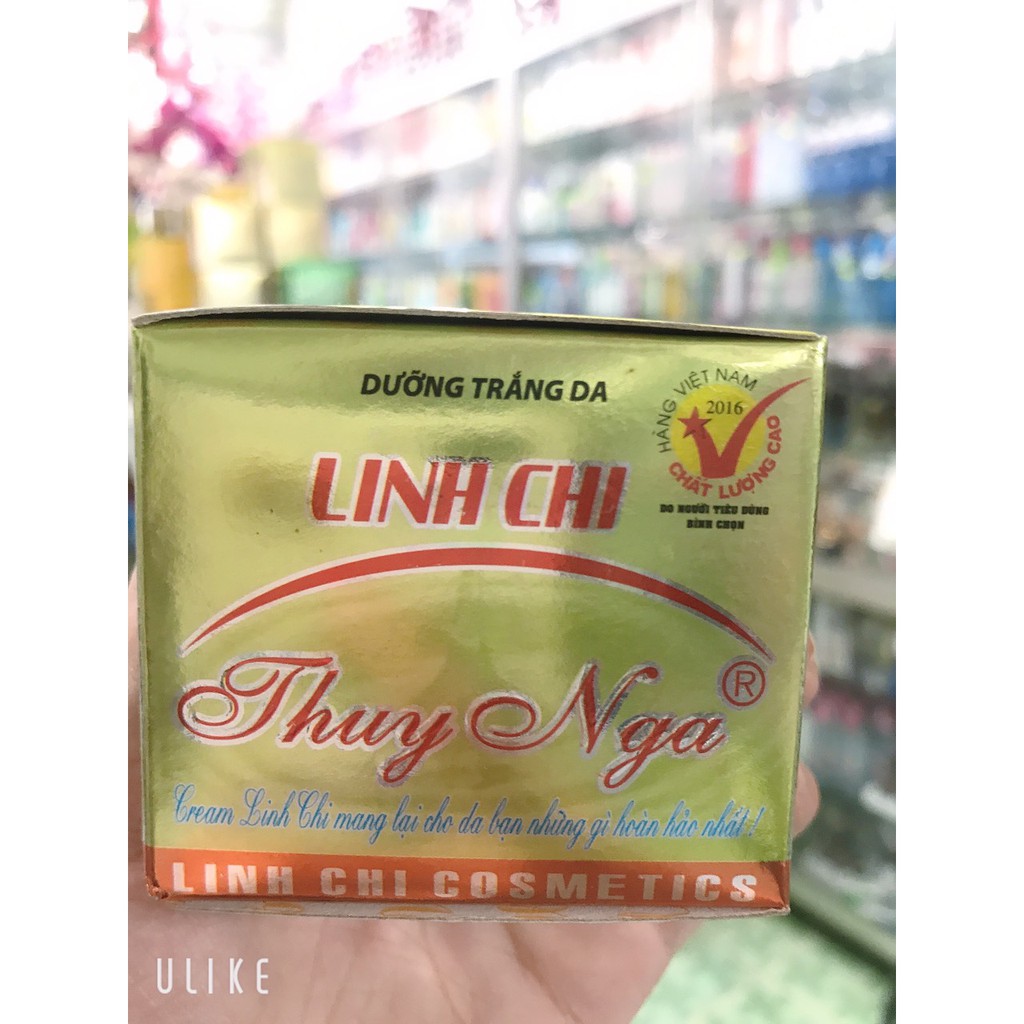 DƯỠNG TRẮNG DA
HÀNG VIỆT NAM
2016
CHẤT LƯỢNG CAO
DO NGƯỜI TIÊU DÙNG
BÌNH CHỌN
LINH CHI
Thuy Nga ®
Cream Linh Chi mang lại cho da bạn những gì hoàn hảo nhất !
LINH CHI COSMETICS
ULIKE